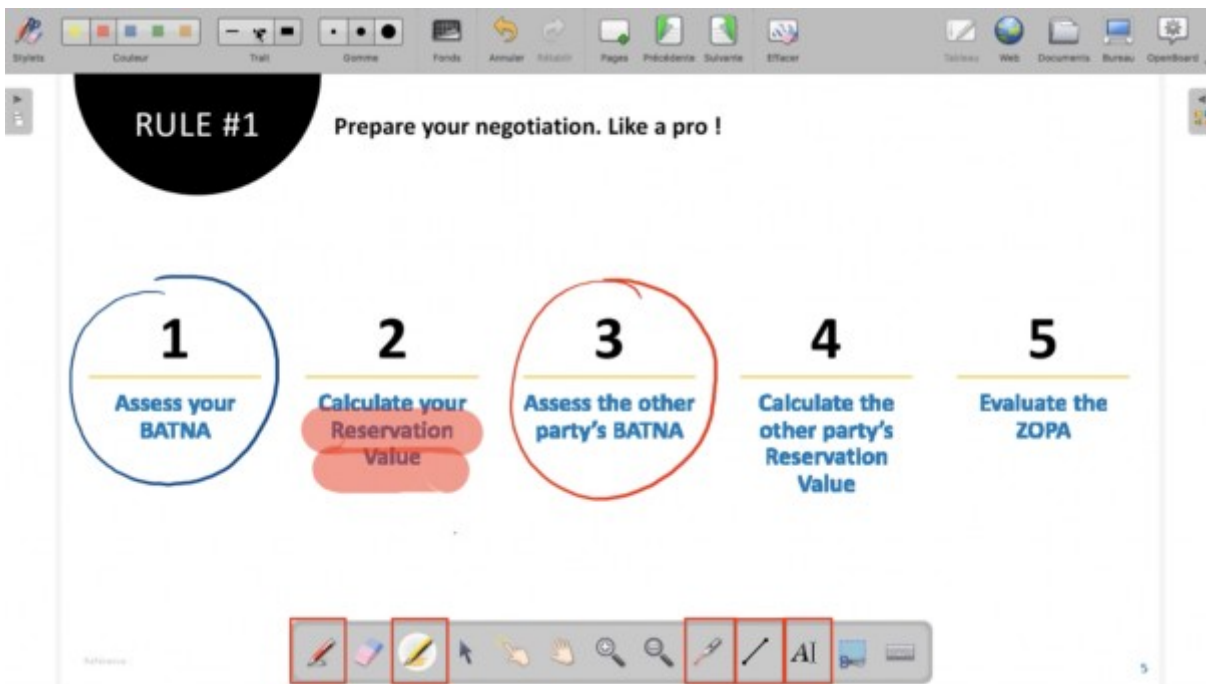 Stylets Couleur Trait Gomme Fonds Annuler Rétablir Pages Précédente Suivante Effacer Tableau Web Documents Bureau OpenBoard
RULE #1
Prepare your negotiation. Like a pro !
1
Assess your
BATNA
2
Calculate your
Reservation
Value
3
Assess the other
party's BATNA
4
Calculate the
other party's
Reservation
Value
5
Evaluate the
ZOPA
AI
5